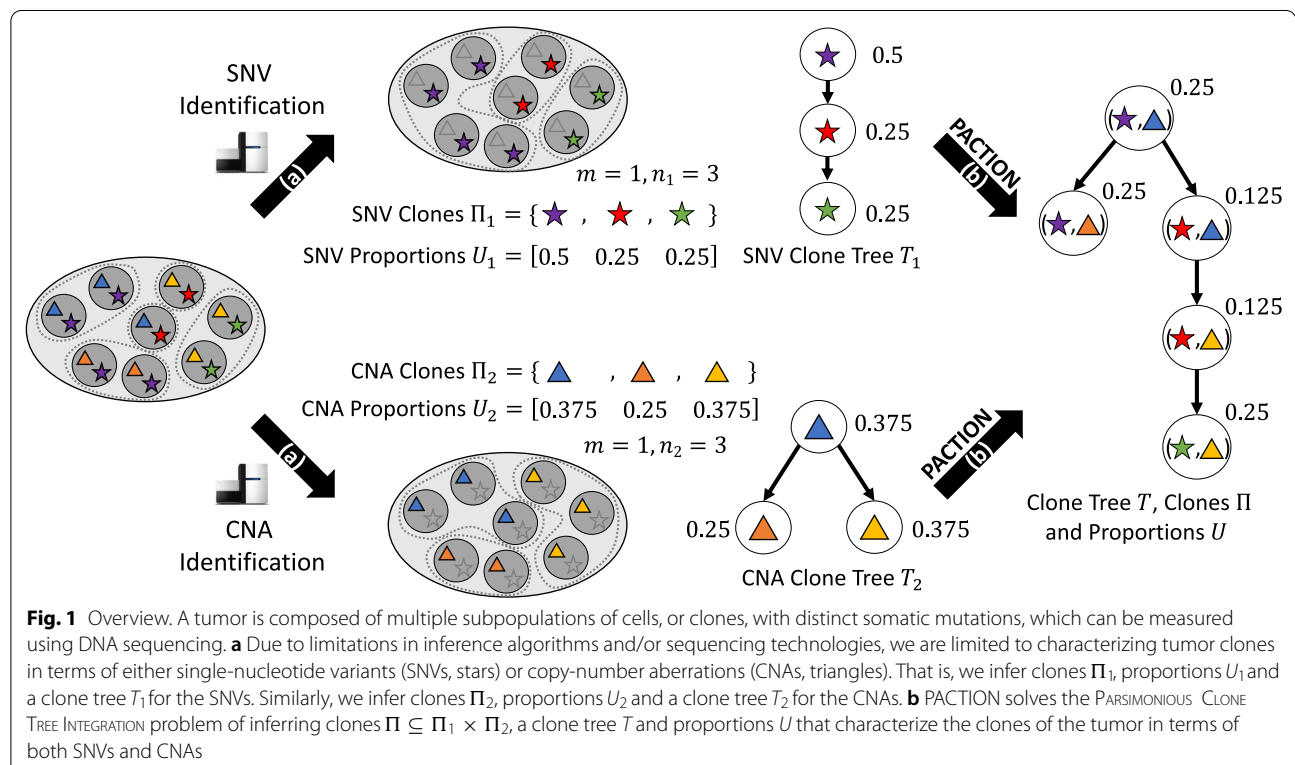 SNV
Identification
(a)
m = 1, n₁ = 3
SNV Clones Π₁ = { , , }
SNV Proportions U₁ = [0.5 0.25 0.25]
0.5
0.25
0.25
SNV Clone Tree T₁
PACTION
(b)
CNA Clones Π₂ = { , , }
CNA Proportions U₂ = [0.375 0.25 0.375]
m = 1, n₂ = 3
(a)
CNA
Identification
0.375
0.25
0.375
CNA Clone Tree T₂
PACTION
(b)
0.25
( , )
0.25
( , )
0.125
( , )
0.125
( , )
0.25
( , )
Clone Tree T, Clones Π
and Proportions U
Fig. 1 Overview. A tumor is composed of multiple subpopulations of cells, or clones, with distinct somatic mutations, which can be measured
using DNA sequencing. a Due to limitations in inference algorithms and/or sequencing technologies, we are limited to characterizing tumor clones
in terms of either single-nucleotide variants (SNVs, stars) or copy-number aberrations (CNAs, triangles). That is, we infer clones Π₁, proportions U₁ and
a clone tree T₁ for the SNVs. Similarly, we infer clones Π₂, proportions U₂ and a clone tree T₂ for the CNAs. b PACTION solves the Parsimonious Clone
Tree Integration problem of inferring clones Π ⊆ Π₁ × Π₂, a clone tree T and proportions U that characterize the clones of the tumor in terms of
both SNVs and CNAs